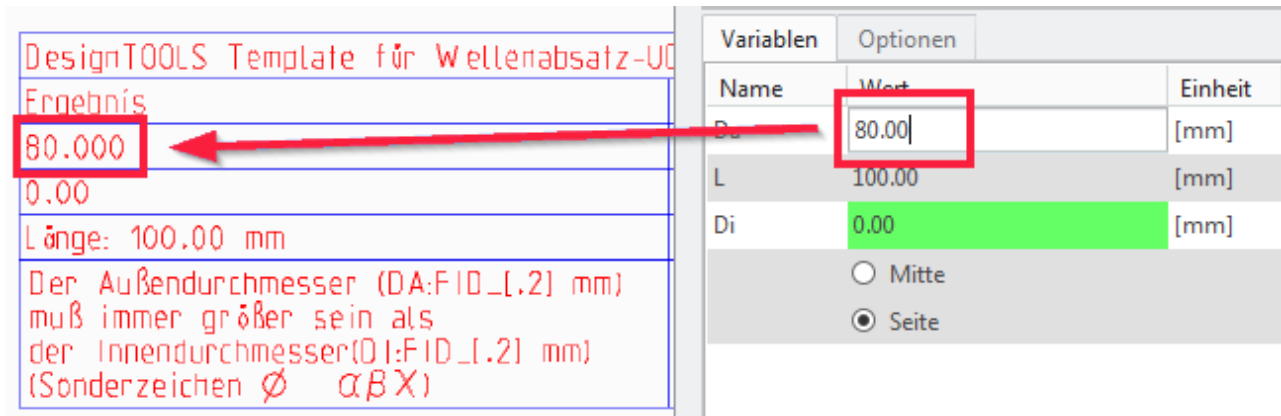 DesignTOOLS Template für Wellenabsatz-UD
Ergebnis
80.000
0.00
Länge: 100.00 mm
Der Außendurchmesser (DA:FID_[.2] mm)
muß immer größer sein als
der Innendurchmesser(DI:FID_[.2] mm)
(Sonderzeichen Ø αβX)
Variablen Optionen
Name Wert Einheit
Da 80.00 [mm]
L 100.00 [mm]
Di 0.00 [mm]
Mitte
Seite